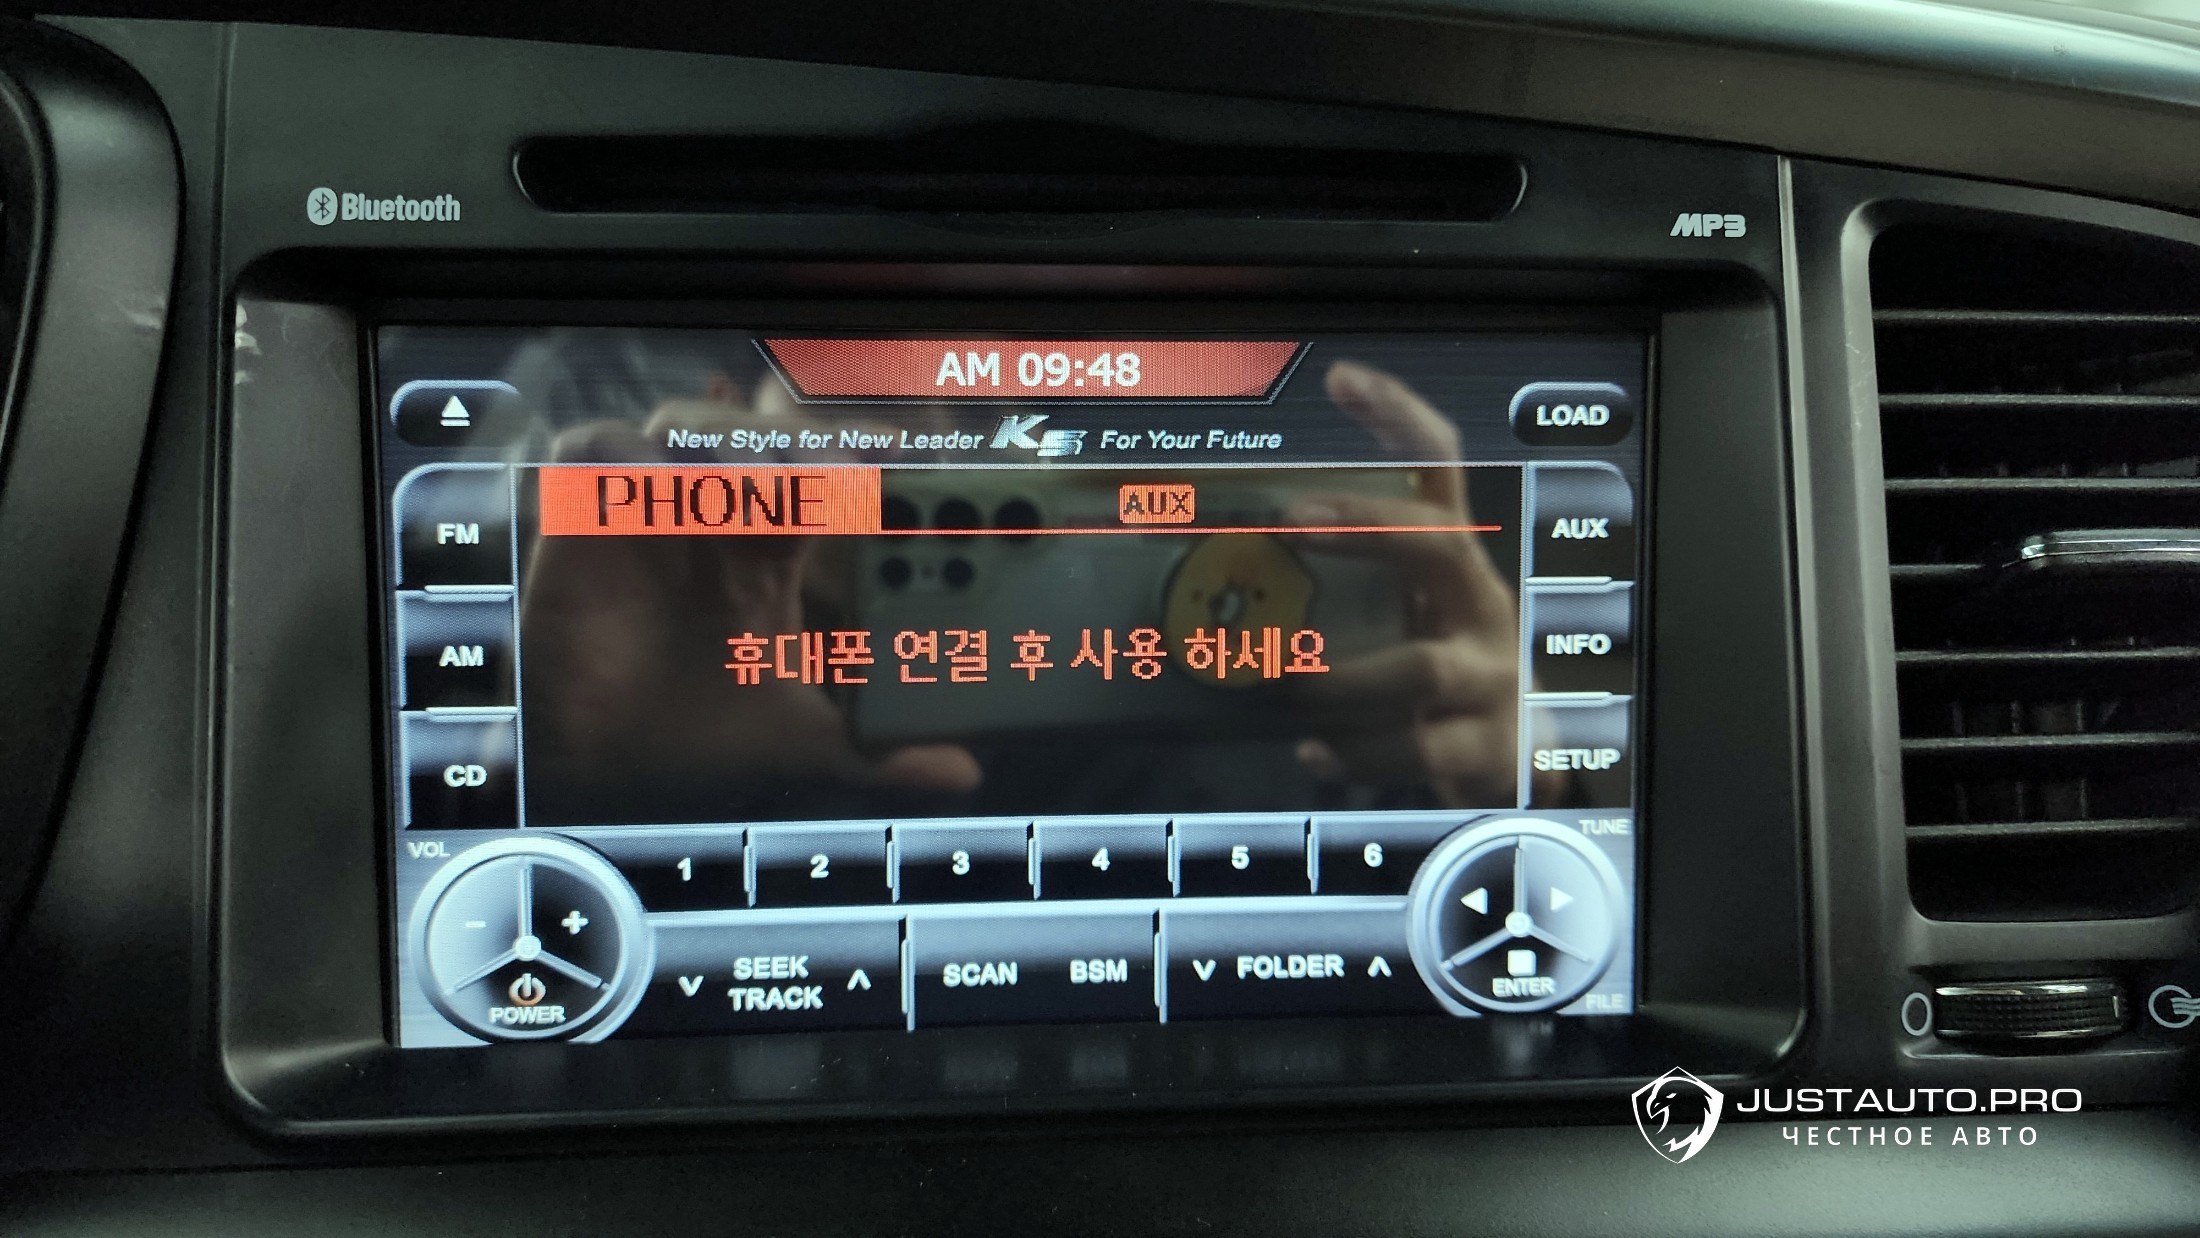 Bluetooth
MP3
AM 09:48
LOAD
New Style for New Leader K5 For Your Future
PHONE
AUX
FM
AUX
휴대폰 연결 후 사용 하세요
AM
INFO
CD
SETUP
VOL
TUNE
1 2 3 4 5 6
- +
POWER
SEEK
TRACK
SCAN BSM
FOLDER
ENTER
FILE
JUSTAUTO.PRO
ЧЕСТНОЕ АВТО